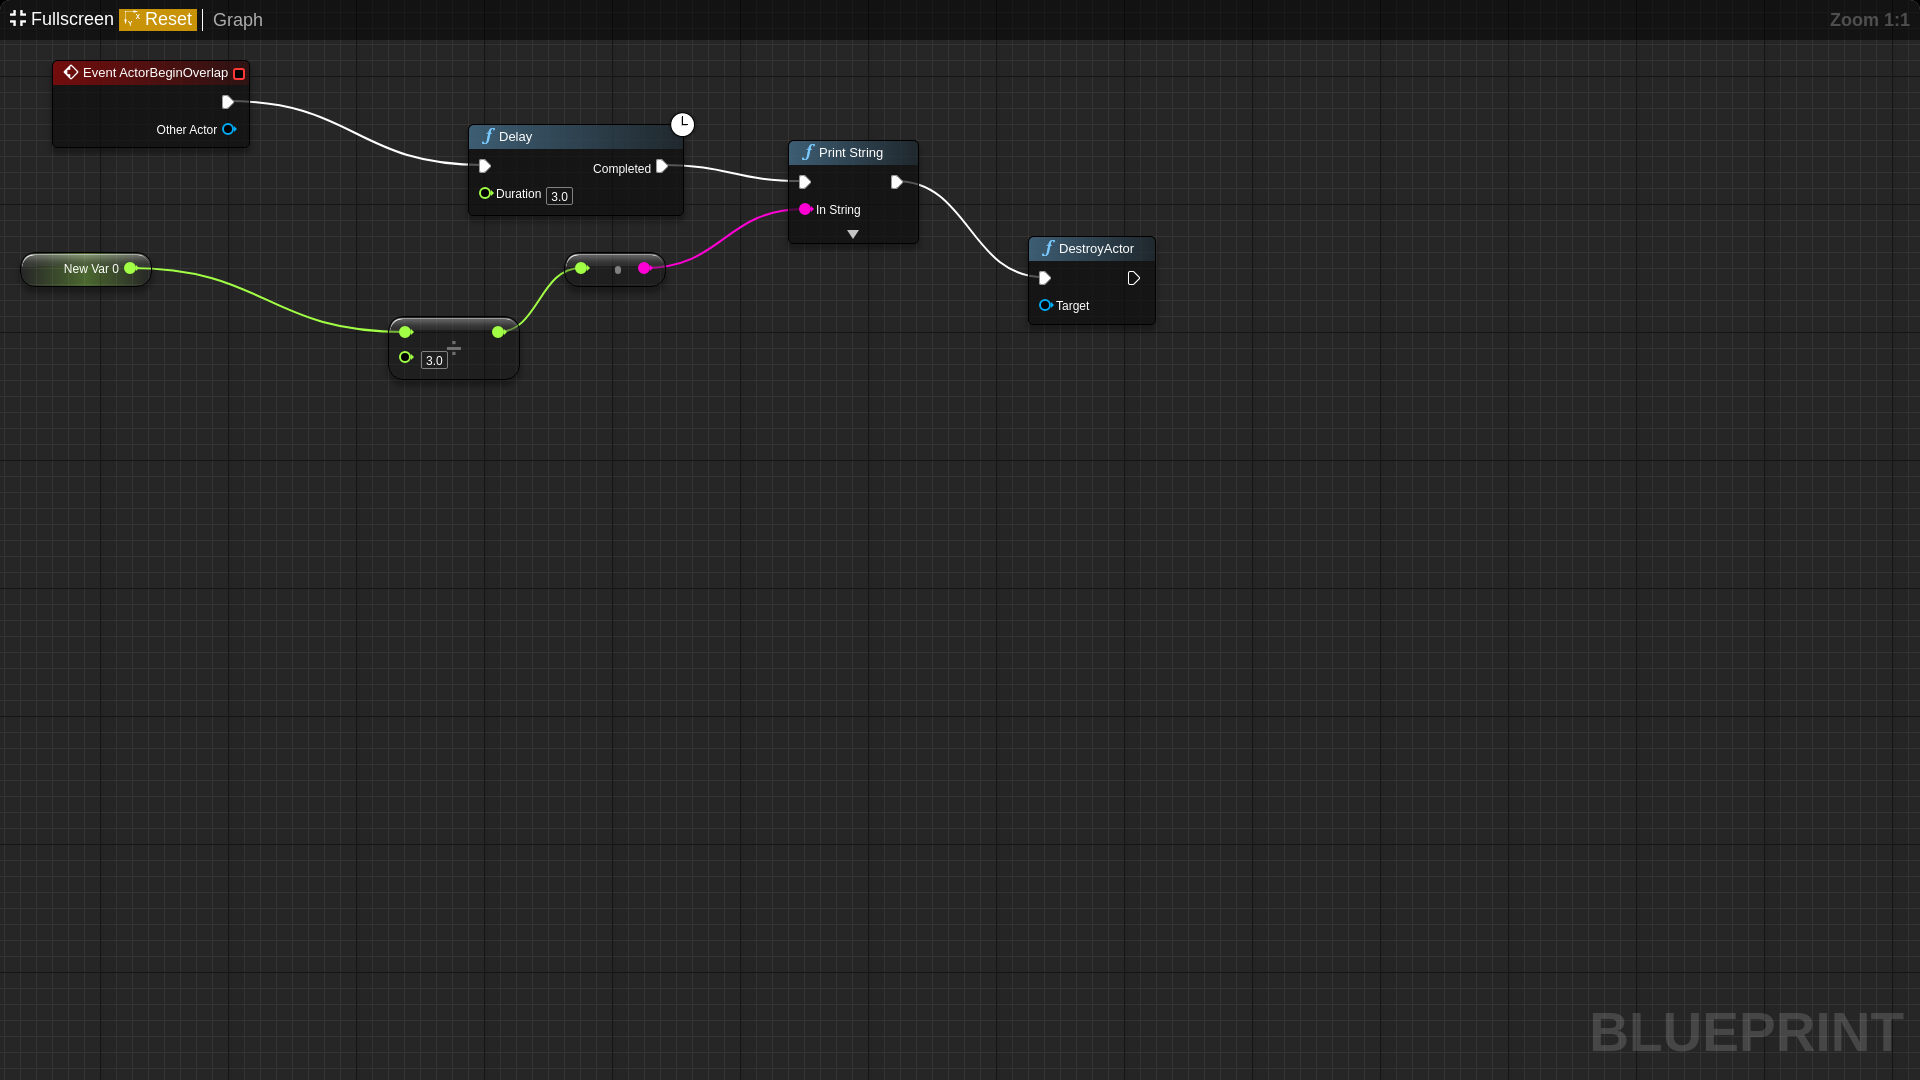 Fullscreen Reset Graph Zoom 1:1
Event ActorBeginOverlap
Other Actor
Delay
Completed
Duration 3.0
Print String
In String
New Var 0
DestroyActor
Target
÷
3.0
BLUEPRINT